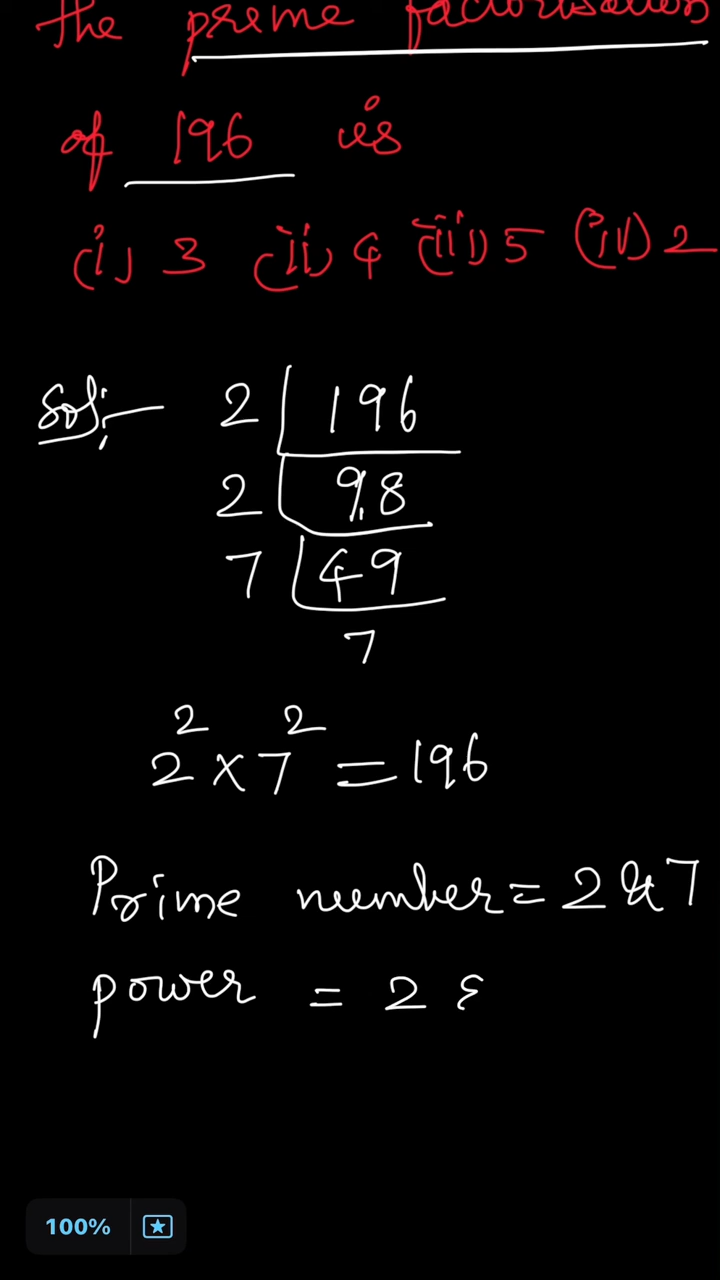 the prime factorisation
of 196 is
(i) 3 (ii) 4 (iii) 5 (iv) 2
Sol:- 2 | 196
2 | 98
7 | 49
7
2² × 7² = 196
Prime number = 2 & 7
power = 2 &